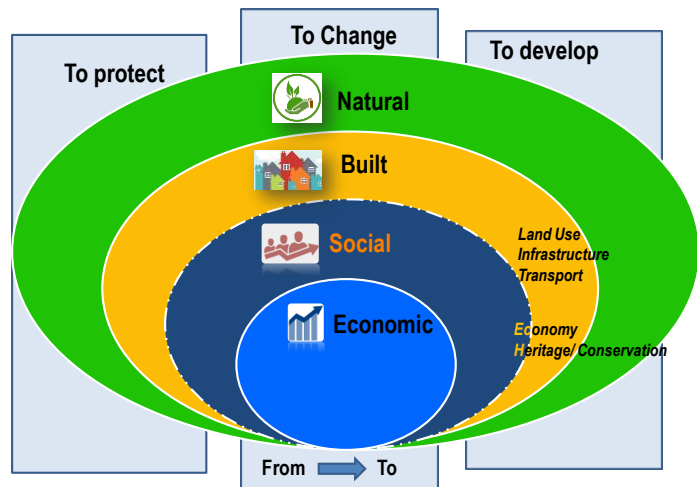 To protect
To Change
To develop
Natural
Built
Social
Economic
Land Use
Infrastructure
Transport
Economy
Heritage/ Conservation
From To